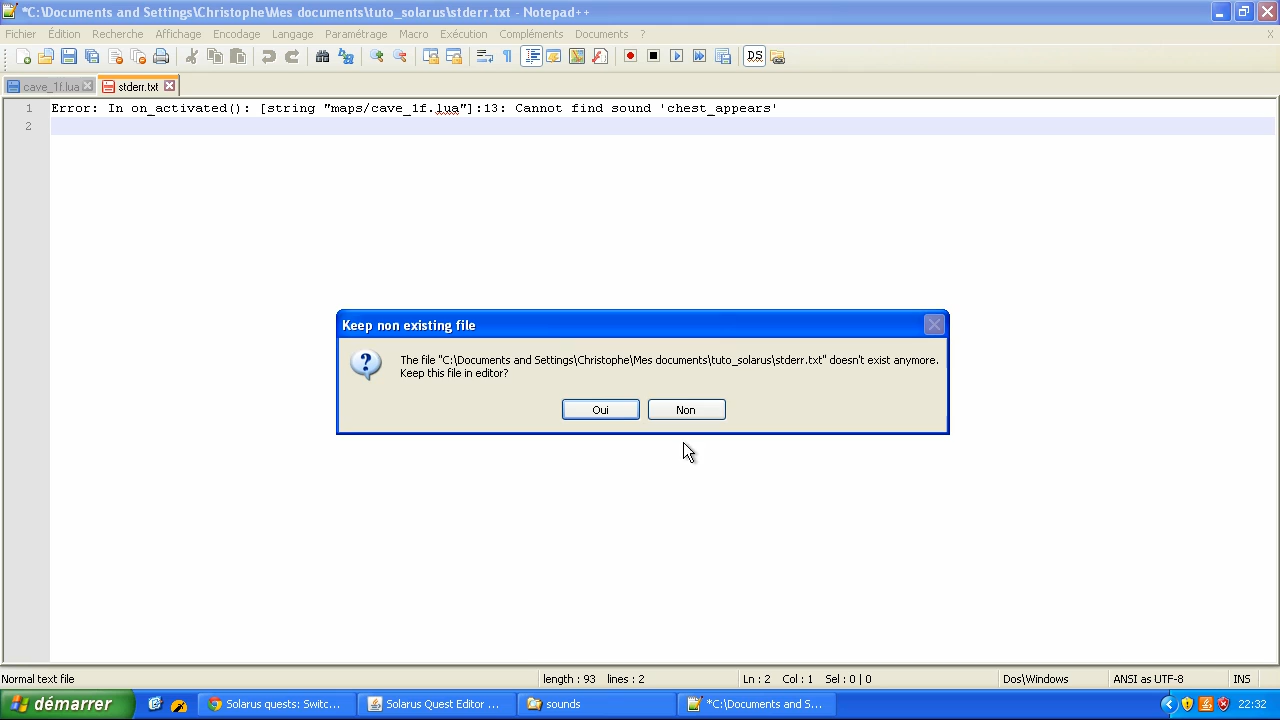 *C:\Documents and Settings\Christophe\Mes documents\tuto_solarus\stderr.txt - Notepad++
Fichier Édition Recherche Affichage Encodage Langage Paramétrage Macro Exécution Compléments Documents ? X
cave_1f.lua stderr.txt
1 Error: In on_activated(): [string "maps/cave_1f.lua"]:13: Cannot find sound 'chest_appears'
2
Keep non existing file
The file "C:\Documents and Settings\Christophe\Mes documents\tuto_solarus\stderr.txt" doesn't exist anymore.
Keep this file in editor?
Oui Non
Normal text file length : 93 lines : 2 Ln : 2 Col : 1 Sel : 0 | 0 Dos\Windows ANSI as UTF-8 INS
démarrer Solarus quests: Switc... Solarus Quest Editor ... sounds *C:\Documents and S... 22:32